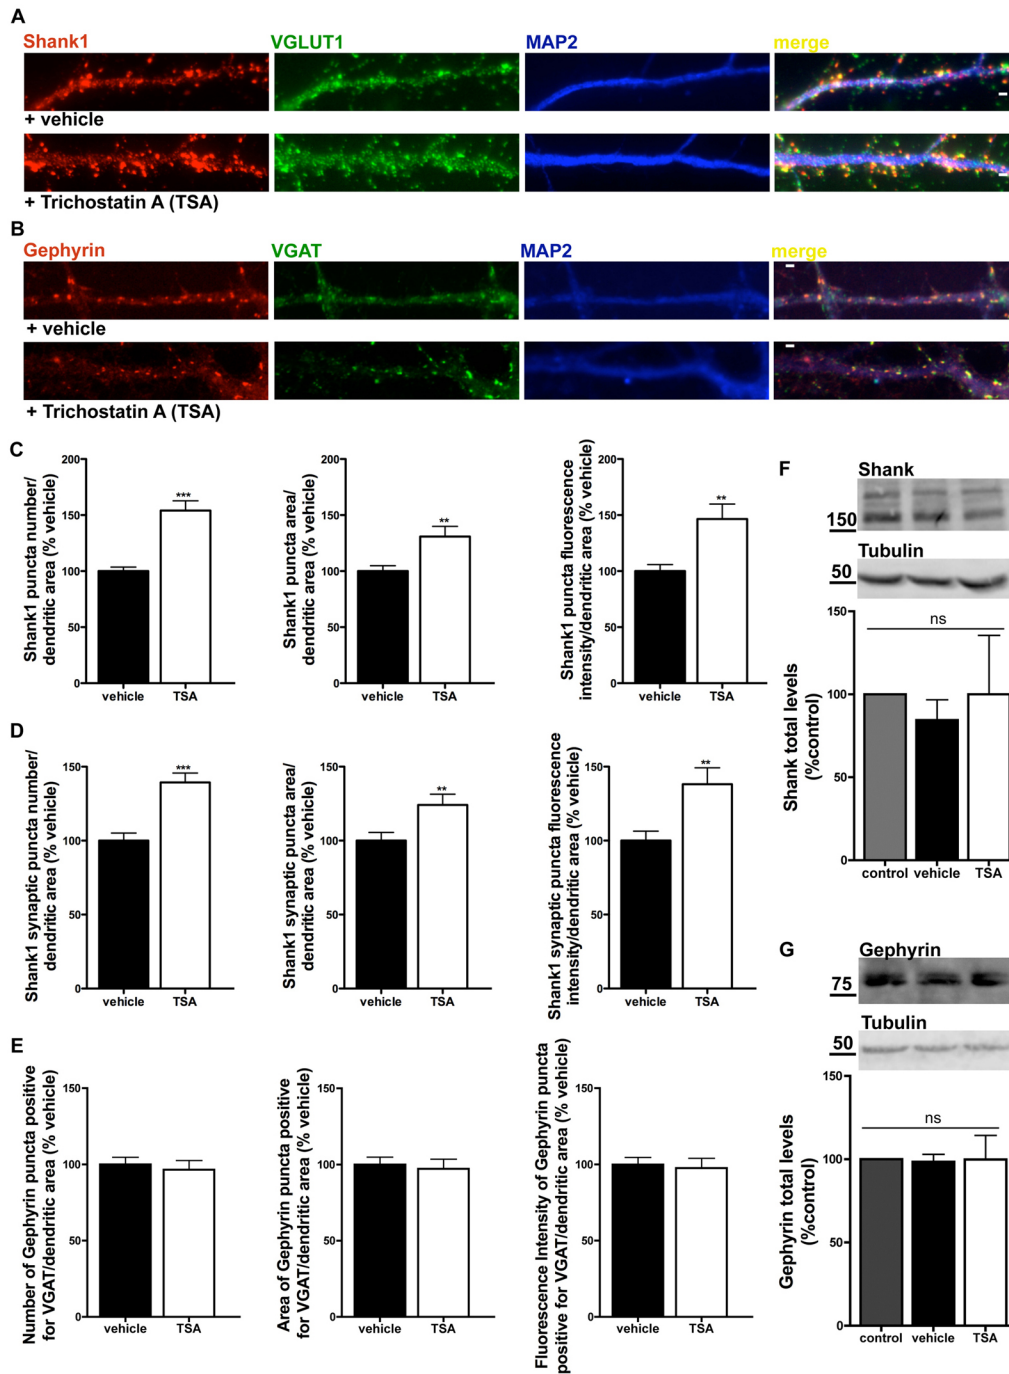 A
Shank1 VGLUT1 MAP2 merge
+ vehicle
+ Trichostatin A (TSA)
B
Gephyrin VGAT MAP2 merge
+ vehicle
+ Trichostatin A (TSA)
C
Shank1 puncta number/
dendritic area (% vehicle)
200
150
100
50
0
***
vehicle TSA
Shank1 puncta area/
dendritic area (% vehicle)
200
150
100
50
0
**
vehicle TSA
Shank1 puncta fluorescence
intensity/dendritic area (% vehicle)
200
150
100
50
0
**
vehicle TSA
D
Shank1 synaptic puncta number/
dendritic area (% vehicle)
150
100
50
0
***
vehicle TSA
Shank1 synaptic puncta area/
dendritic area (% vehicle)
150
100
50
0
**
vehicle TSA
Shank1 synaptic puncta fluorescence
intensity/dendritic area (% vehicle)
150
100
50
0
**
vehicle TSA
E
Number of Gephyrin puncta positive
for VGAT/dendritic area (% vehicle)
150
100
50
0
vehicle TSA
Area of Gephyrin puncta positive
for VGAT/dendritic area (% vehicle)
150
100
50
0
vehicle TSA
Fluorescence Intensity of Gephyrin puncta
positive for VGAT/dendritic area (% vehicle)
150
100
50
0
vehicle TSA
F
Shank
150
Tubulin
50
Shank total levels
(%control)
150
100
50
0
ns
control vehicle TSA
G
Gephyrin
75
Tubulin
50
Gephyrin total levels
(%control)
150
100
50
0
ns
control vehicle TSA